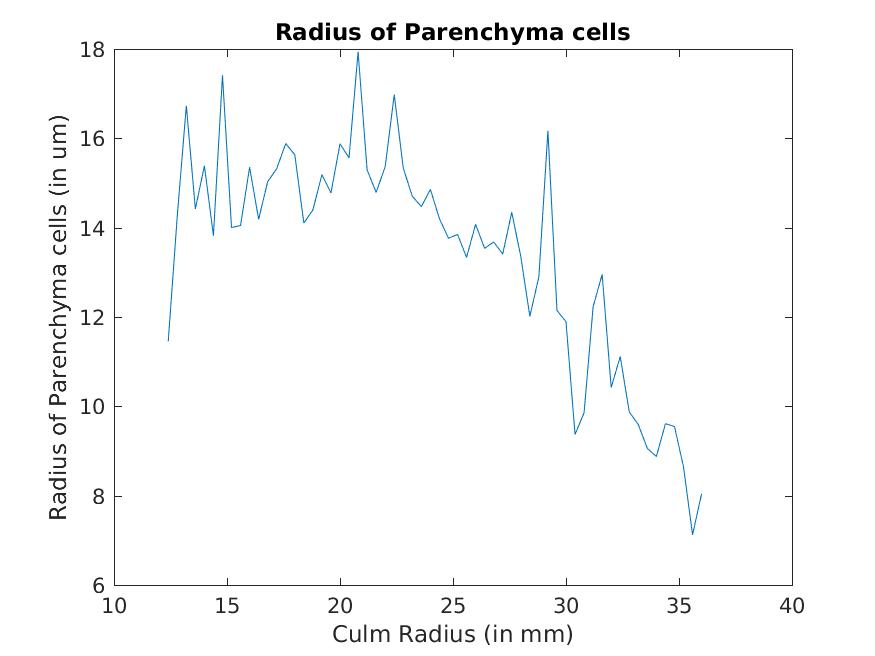 Radius of Parenchyma cells
18
16
14
12
10
8
6
Radius of Parenchyma cells (in um)
10 15 20 25 30 35 40
Culm Radius (in mm)